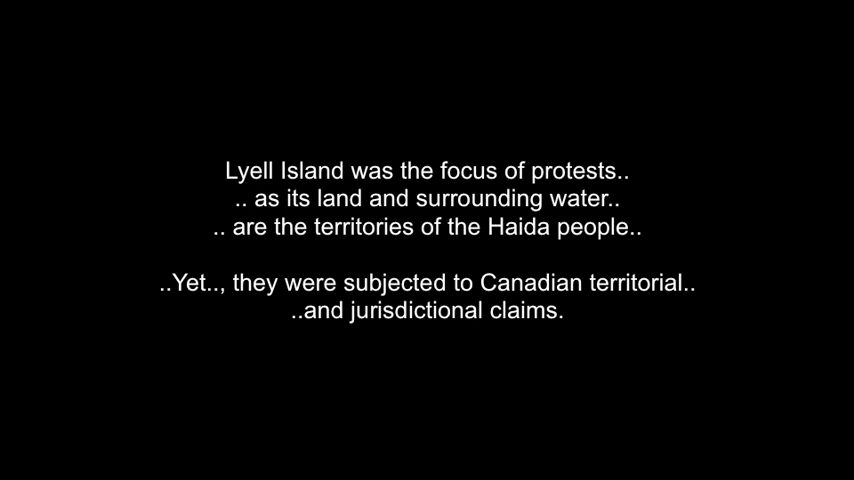 Lyell Island was the focus of protests..
.. as its land and surrounding water..
.. are the territories of the Haida people..
..Yet.., they were subjected to Canadian territorial..
..and jurisdictional claims.